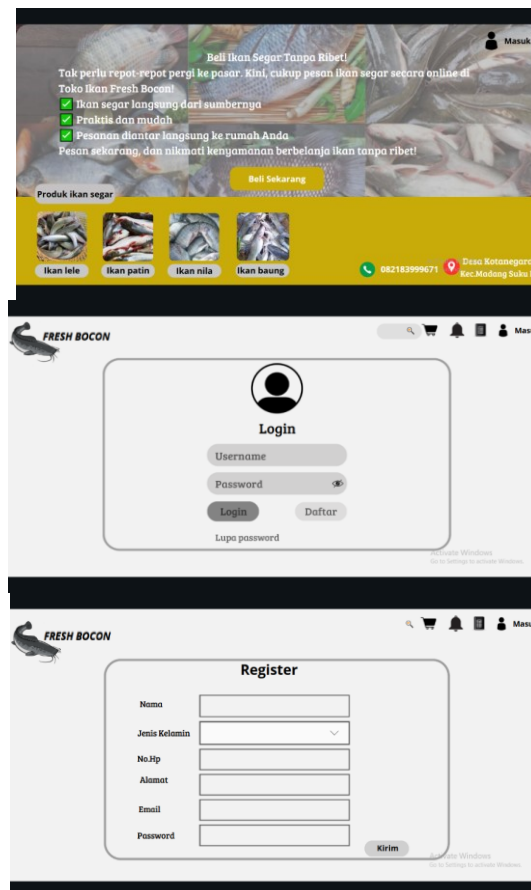 Masuk
Beli Ikan Segar Tanpa Ribet!
Tak perlu repot-repot pergi ke pasar. Kini, cukup pesan ikan segar secara online di
Toko Ikan Fresh Bocon!
✅ Ikan segar langsung dari sumbernya
✅ Praktis dan mudah
✅ Pesanan diantar langsung ke rumah Anda
Pesan sekarang, dan nikmati kenyamanan berbelanja ikan tanpa ribet!
Beli Sekarang
Produk ikan segar
Ikan lele
Ikan patin
Ikan nila
Ikan baung
082183999671
Desa Kotanegara
Kec.Madang Suku
FRESH BOCON
Masu
Login
Username
Password
Login Daftar
Lupa password
Activate Windows
Go to Settings to activate Windows.
FRESH BOCON
Masu
Register
Nama
Jenis Kelamin
No.Hp
Alamat
Email
Password
Kirim
Activate Windows
Go to Settings to activate Windows.